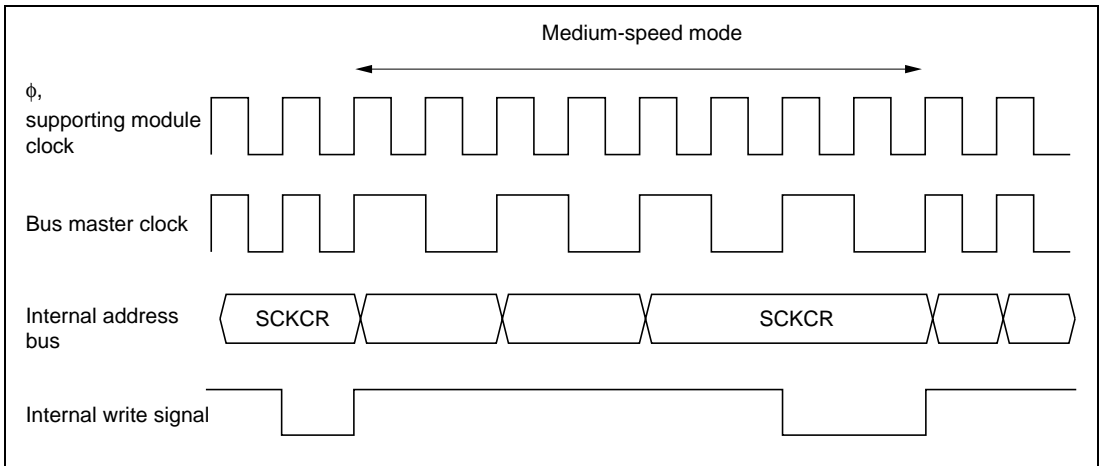 Medium-speed mode
ϕ,
supporting module
clock
Bus master clock
Internal address
bus
SCKCR
SCKCR
Internal write signal